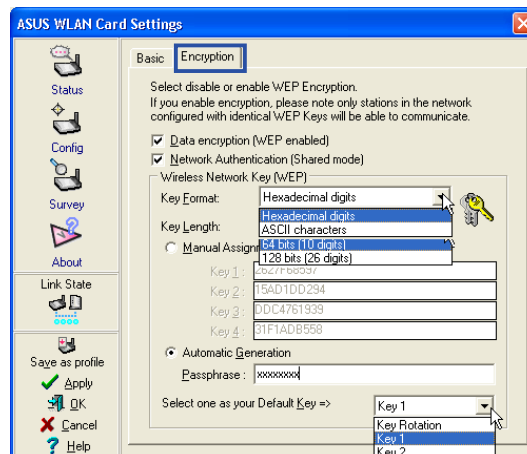 ASUS WLAN Card Settings
Status
Config
Survey
About
Link State
Save as profile
Apply
OK
Cancel
Help
Basic
Encryption
Select disable or enable WEP Encryption.
If you enable encryption, please note only stations in the network
configured with identical WEP Keys will be able to communicate.
Data encryption (WEP enabled)
Network Authentication (Shared mode)
Wireless Network Key (WEP)
Key Format: Hexadecimal digits
Hexadecimal digits
ASCII characters
Key Length:
64 bits (10 digits)
128 bits (26 digits)
Manual Assign
Key 1 : 2627F68597
Key 2 : 15AD1DD294
Key 3 : DDC4761939
Key 4 : 31F1ADB558
Automatic Generation
Passphrase : xxxxxxxx
Select one as your Default Key => Key 1
Key Rotation
Key 1
Key 2